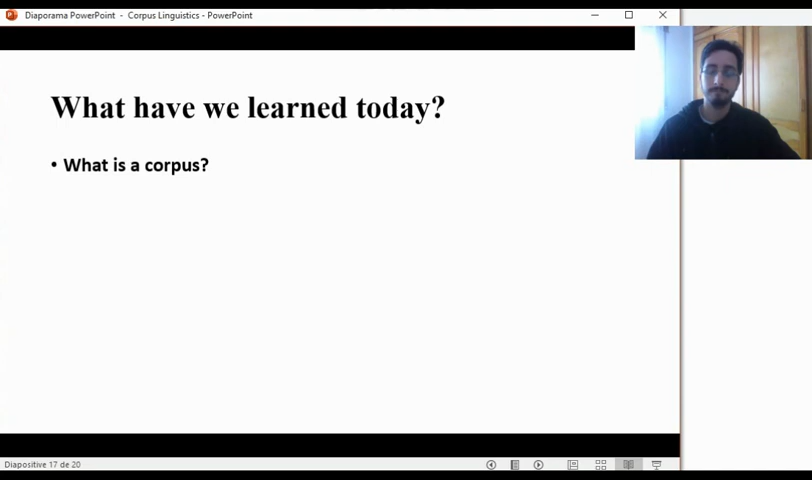 Diaporama PowerPoint - Corpus Linguistics - PowerPoint
What have we learned today?
• What is a corpus?
Diapositive 17 de 20